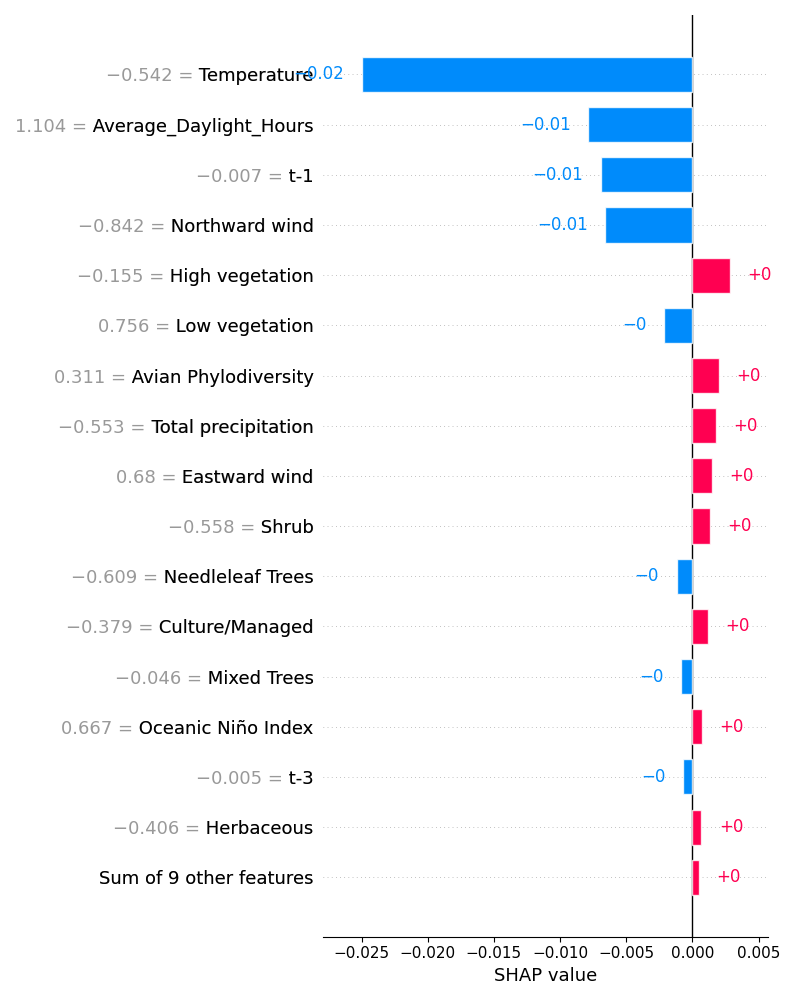 −0.542 = Temperature −0.02
1.104 = Average_Daylight_Hours −0.01
−0.007 = t-1 −0.01
−0.842 = Northward wind −0.01
−0.155 = High vegetation +0
0.756 = Low vegetation −0
0.311 = Avian Phylodiversity +0
−0.553 = Total precipitation +0
0.68 = Eastward wind +0
−0.558 = Shrub +0
−0.609 = Needleleaf Trees −0
−0.379 = Culture/Managed +0
−0.046 = Mixed Trees −0
0.667 = Oceanic Niño Index +0
−0.005 = t-3 −0
−0.406 = Herbaceous +0
Sum of 9 other features +0
−0.025 −0.020 −0.015 −0.010 −0.005 0.000 0.005
SHAP value